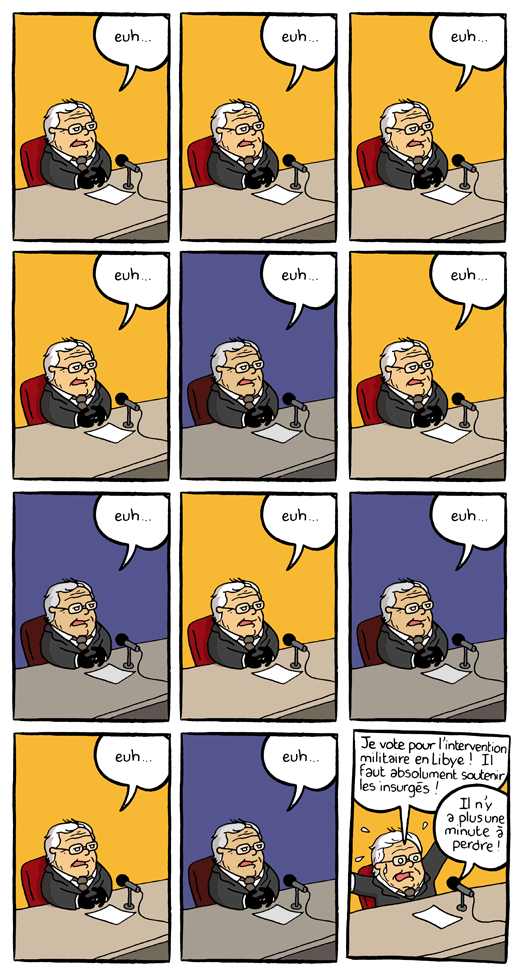 euh...
euh...
euh...
euh...
euh...
euh...
euh...
euh...
euh...
euh...
euh...
Je vote pour l'intervention
militaire en Libye ! Il
faut absolument soutenir
les insurgés !
Il n'y
a plus une
minute à
perdre !